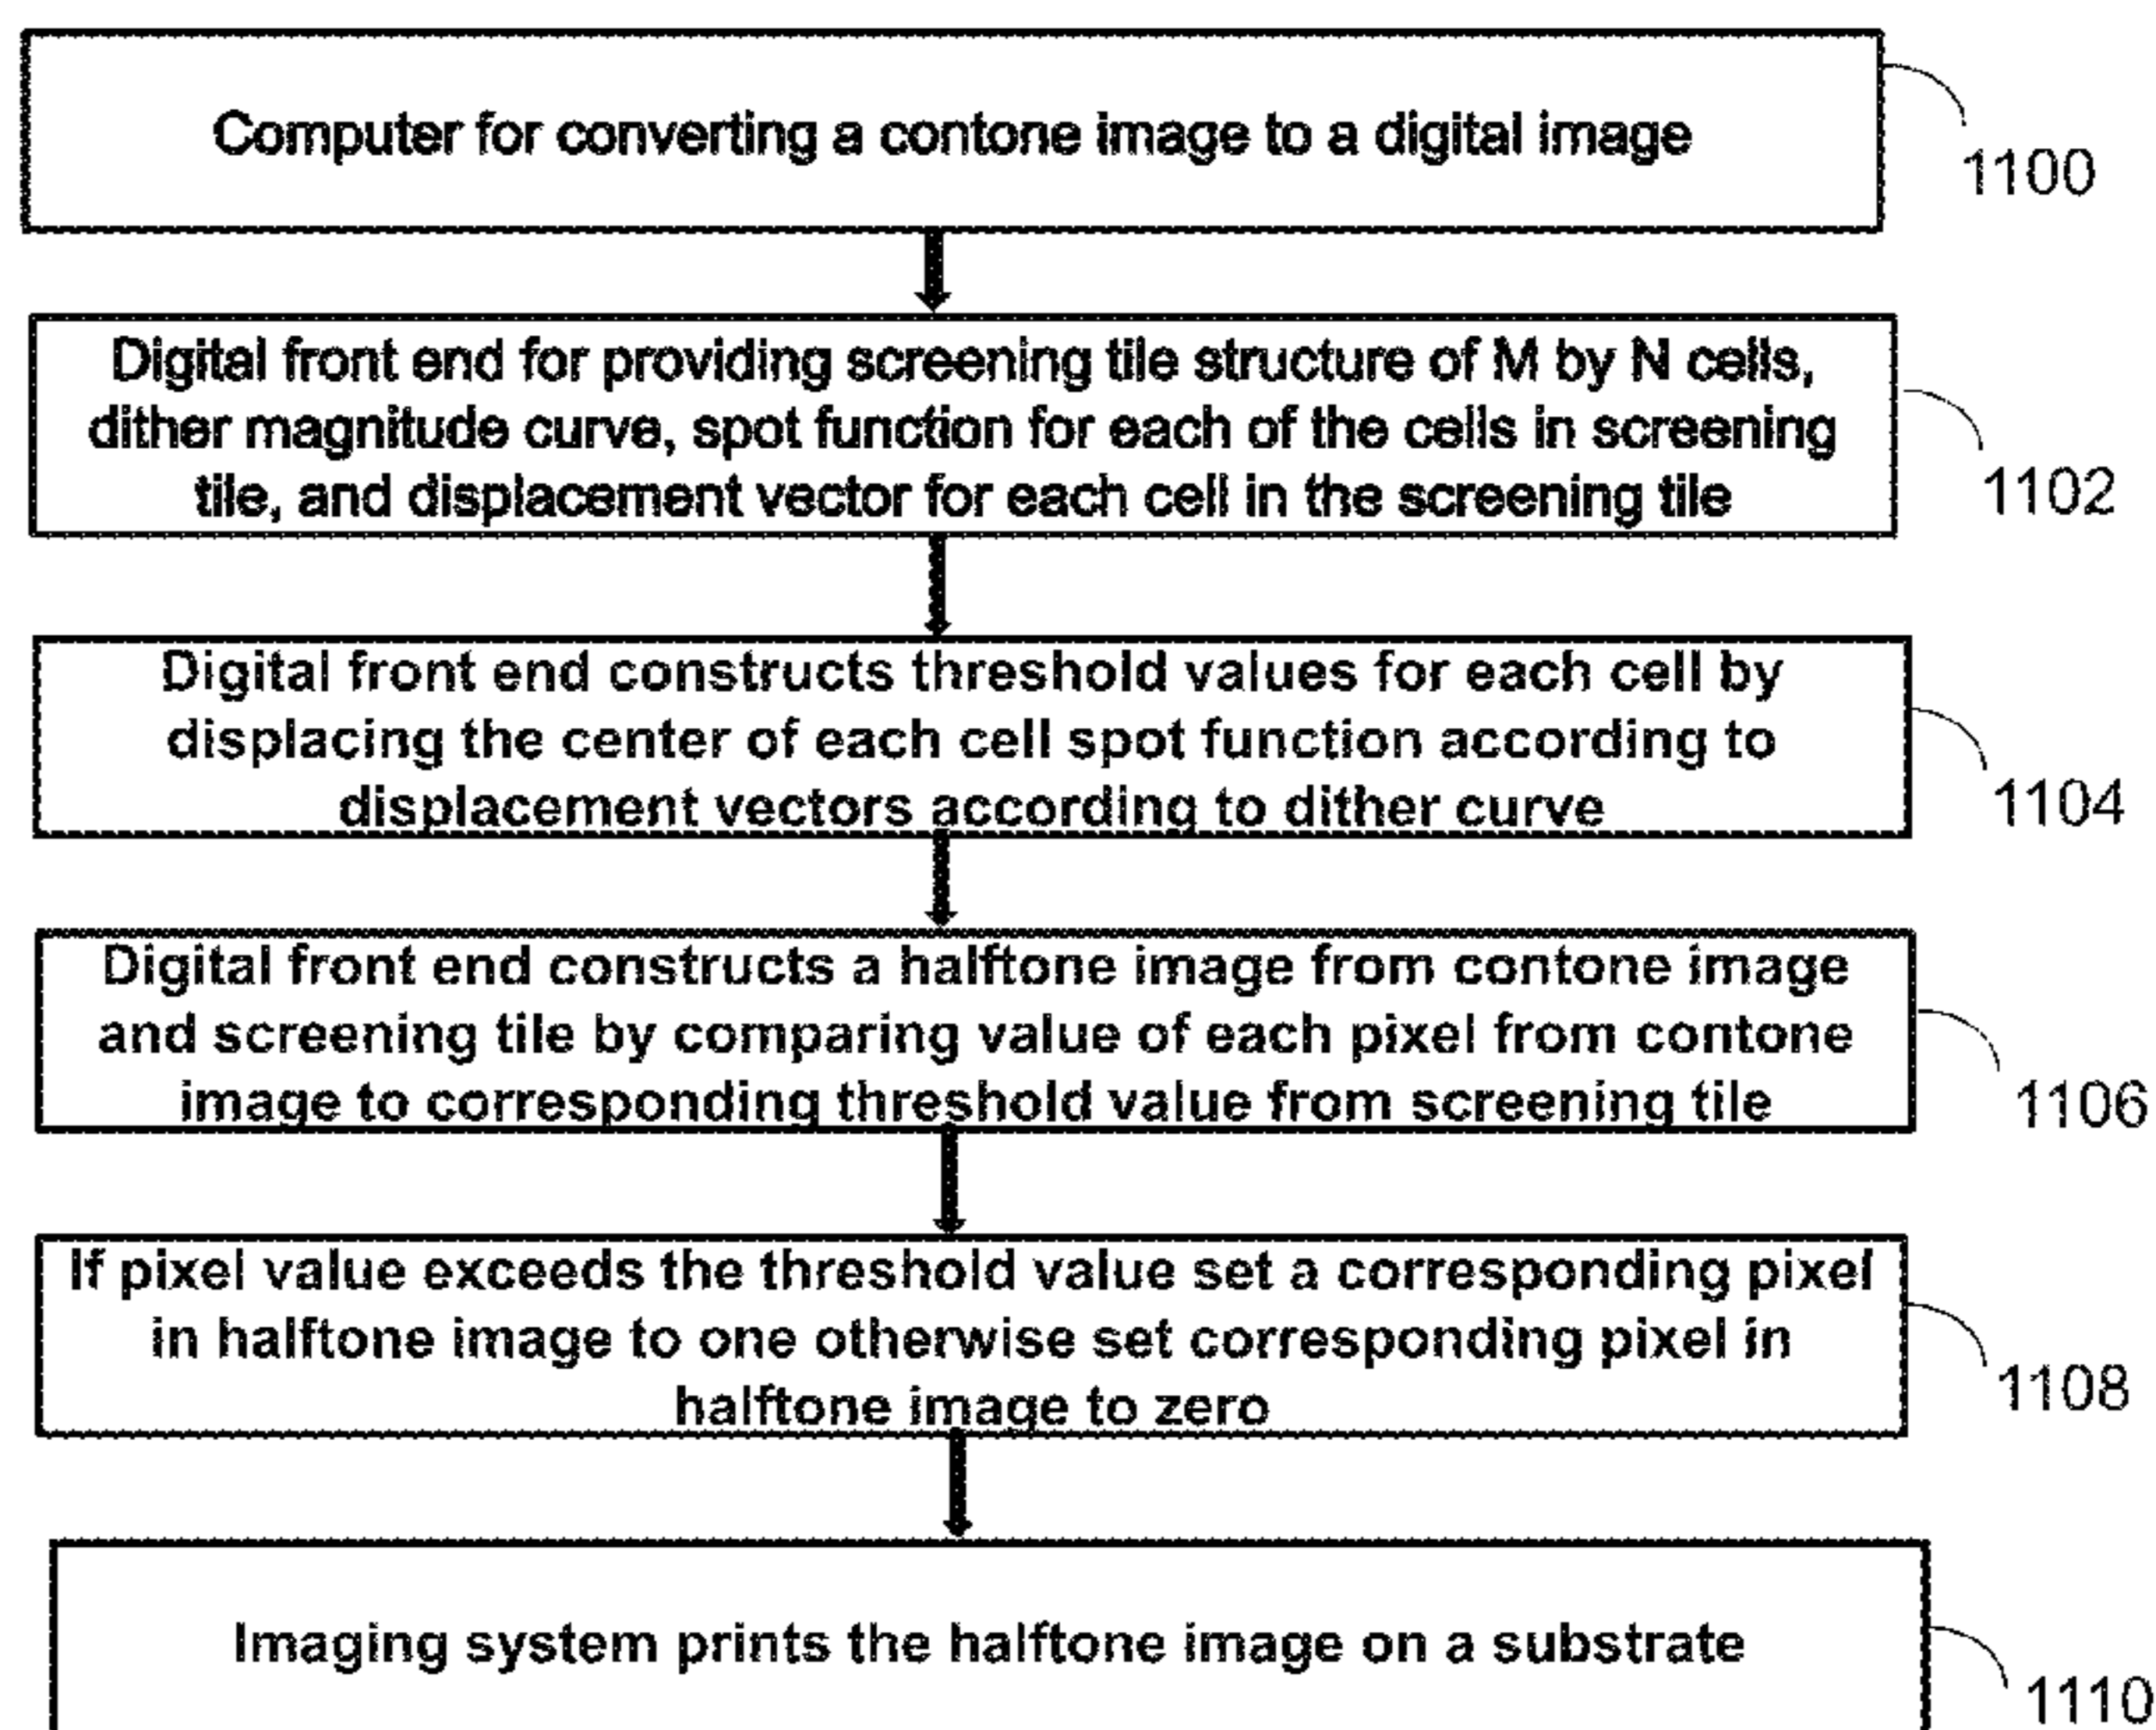 Computer for converting a contone image to a digital image
1100
Digital front end for providing screening tile structure of M by N cells,
dither magnitude curve, spot function for each of the cells in screening
tile, and displacement vector for each cell in the screening tile
1102
Digital front end constructs threshold values for each cell by
displacing the center of each cell spot function according to
displacement vectors according to dither curve
1104
Digital front end constructs a halftone image from contone image
and screening tile by comparing value of each pixel from contone
image to corresponding threshold value from screening tile
1106
If pixel value exceeds the threshold value set a corresponding pixel
in halftone image to one otherwise set corresponding pixel in
halftone image to zero
1108
Imaging system prints the halftone image on a substrate
1110